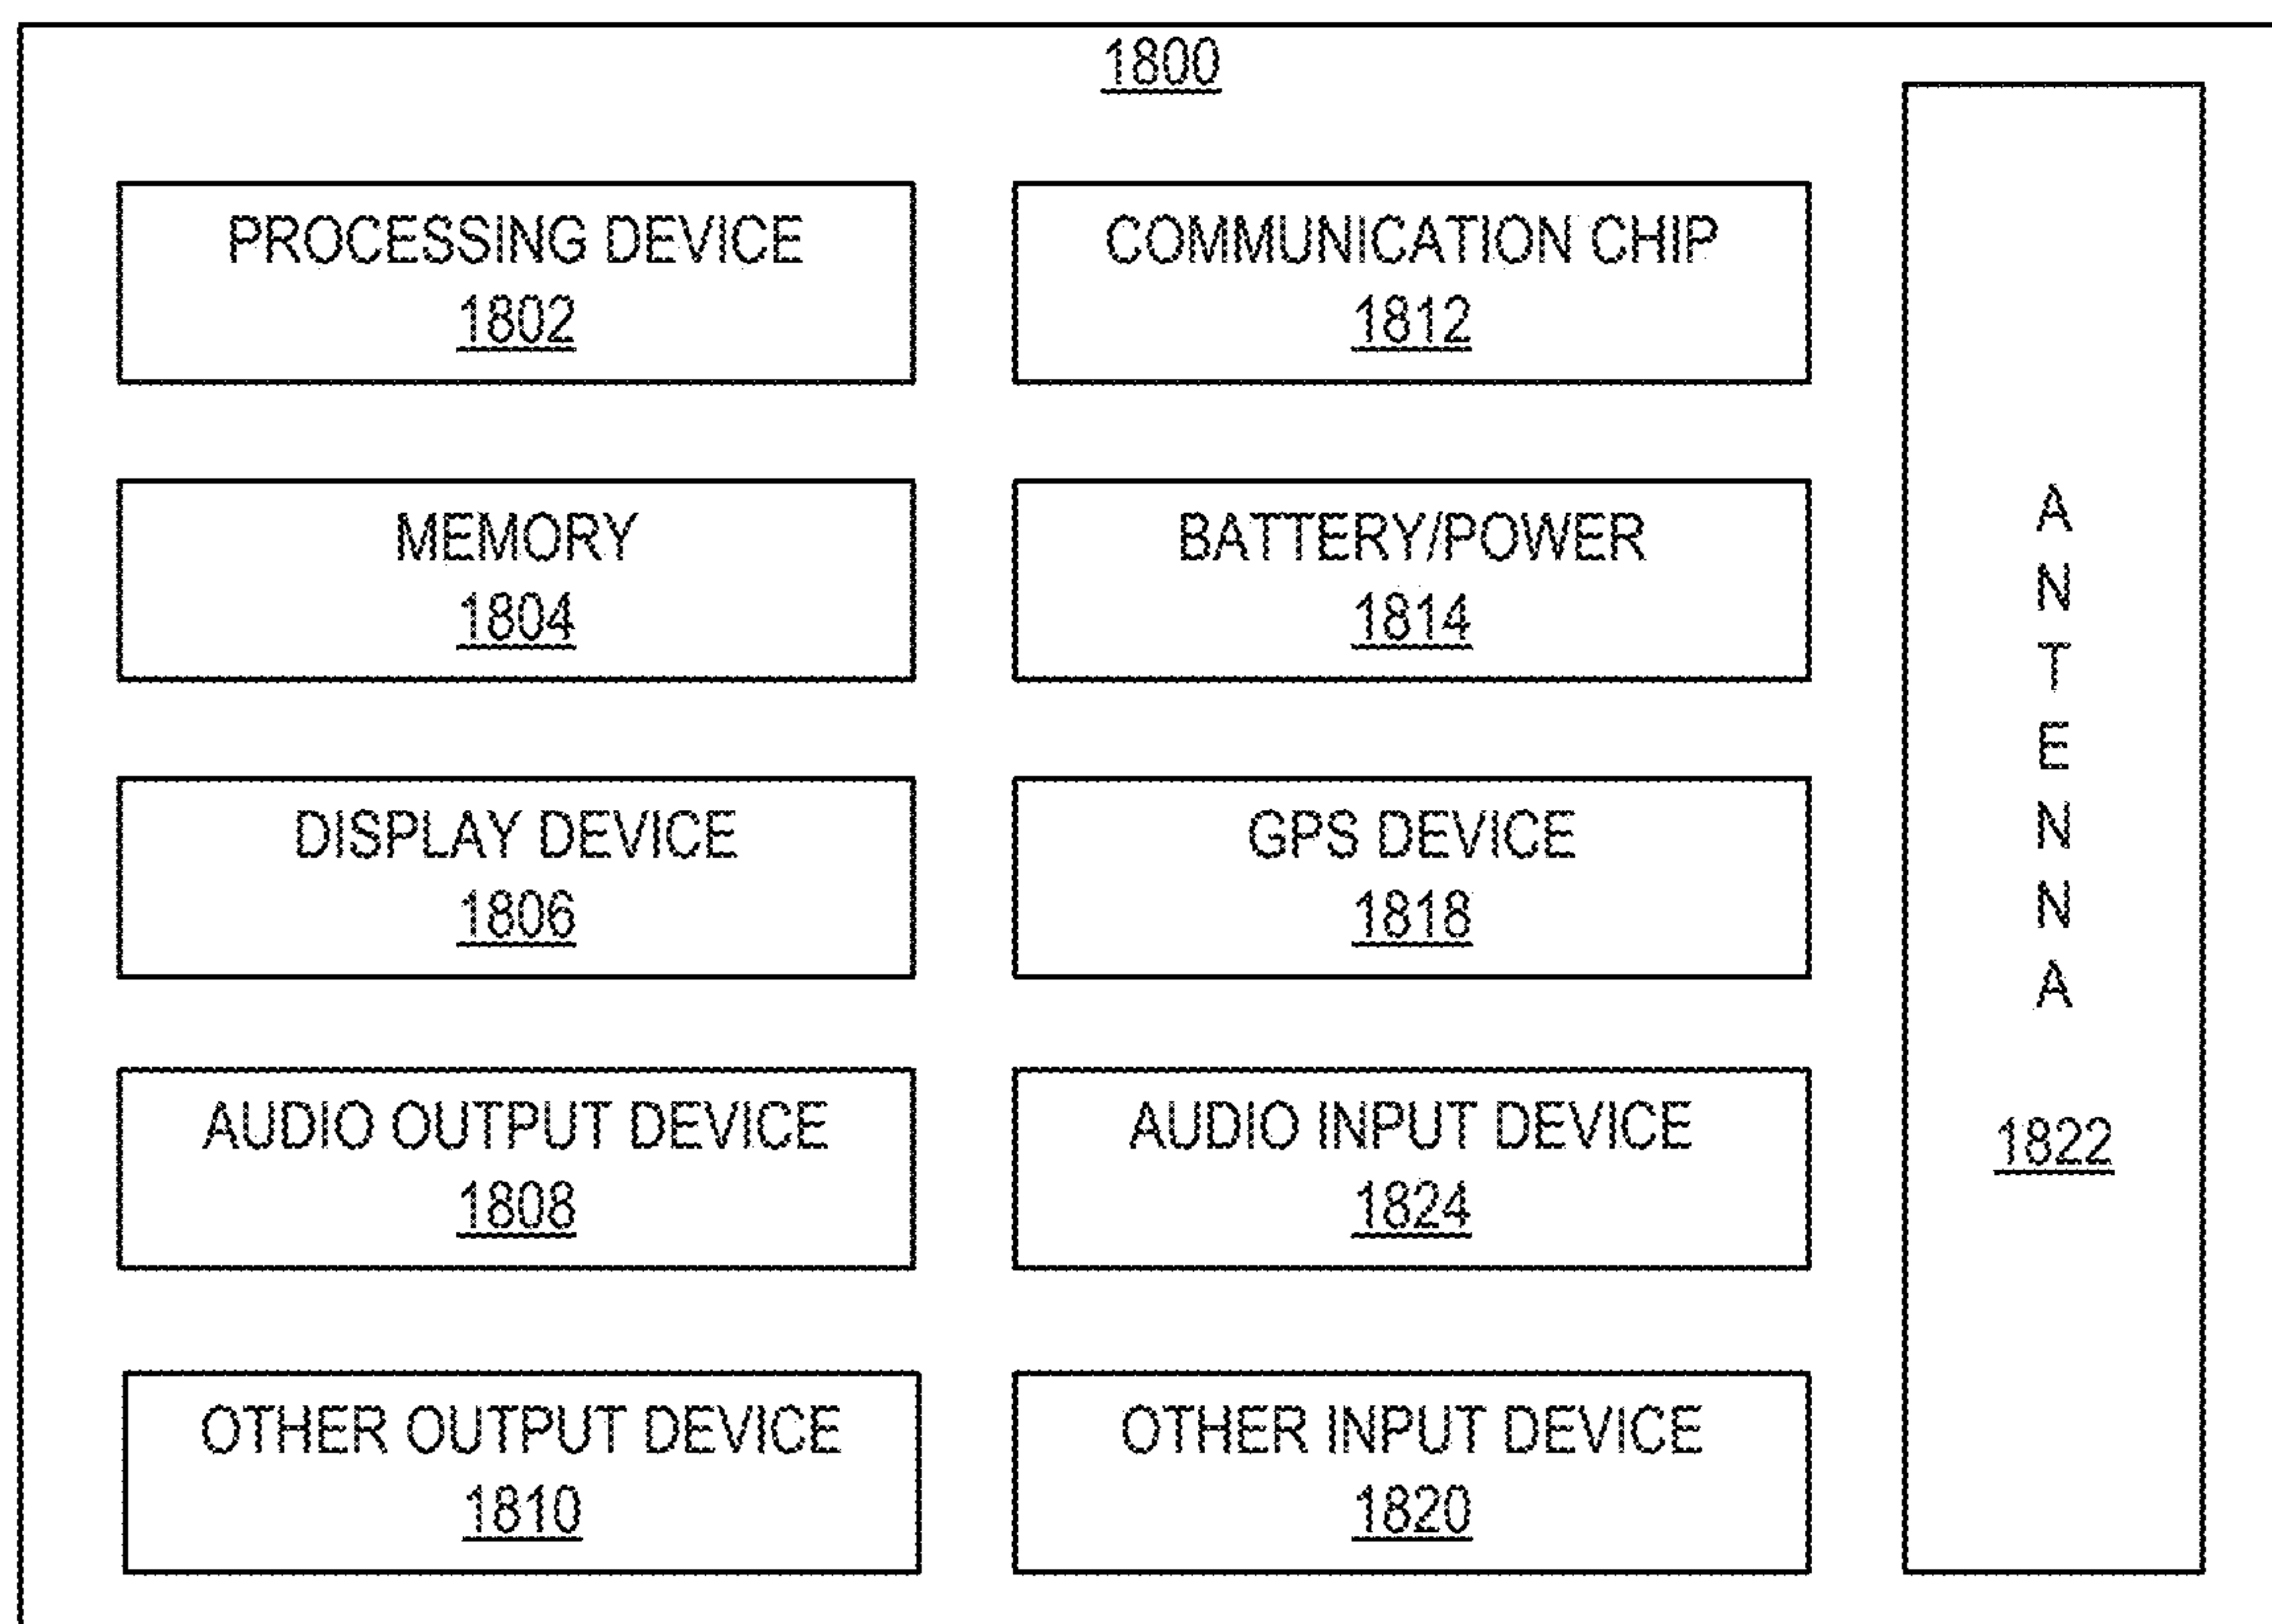 1800
PROCESSING DEVICE
1802
COMMUNICATION CHIP
1812
MEMORY
1804
BATTERY/POWER
1814
DISPLAY DEVICE
1806
GPS DEVICE
1818
AUDIO OUTPUT DEVICE
1808
AUDIO INPUT DEVICE
1824
OTHER OUTPUT DEVICE
1810
OTHER INPUT DEVICE
1820
ANTENNA
1822